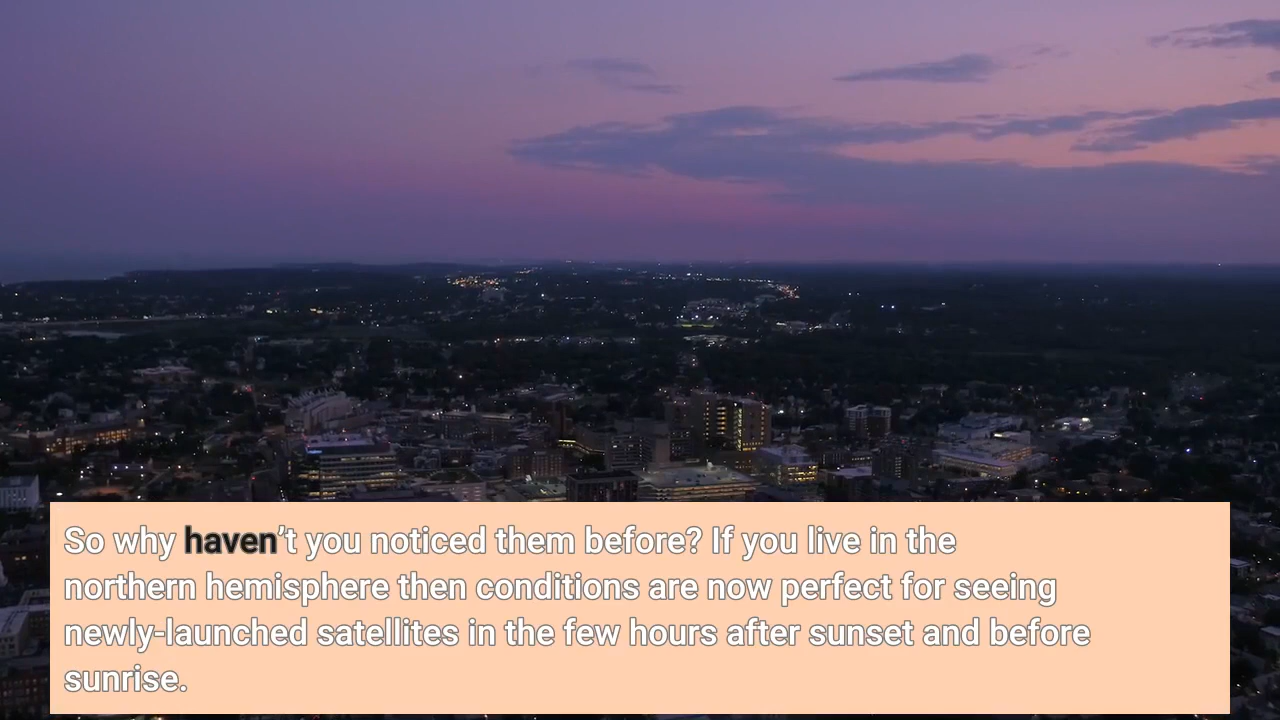 So why haven’t you noticed them before? If you live in the
northern hemisphere then conditions are now perfect for seeing
newly-launched satellites in the few hours after sunset and before
sunrise.